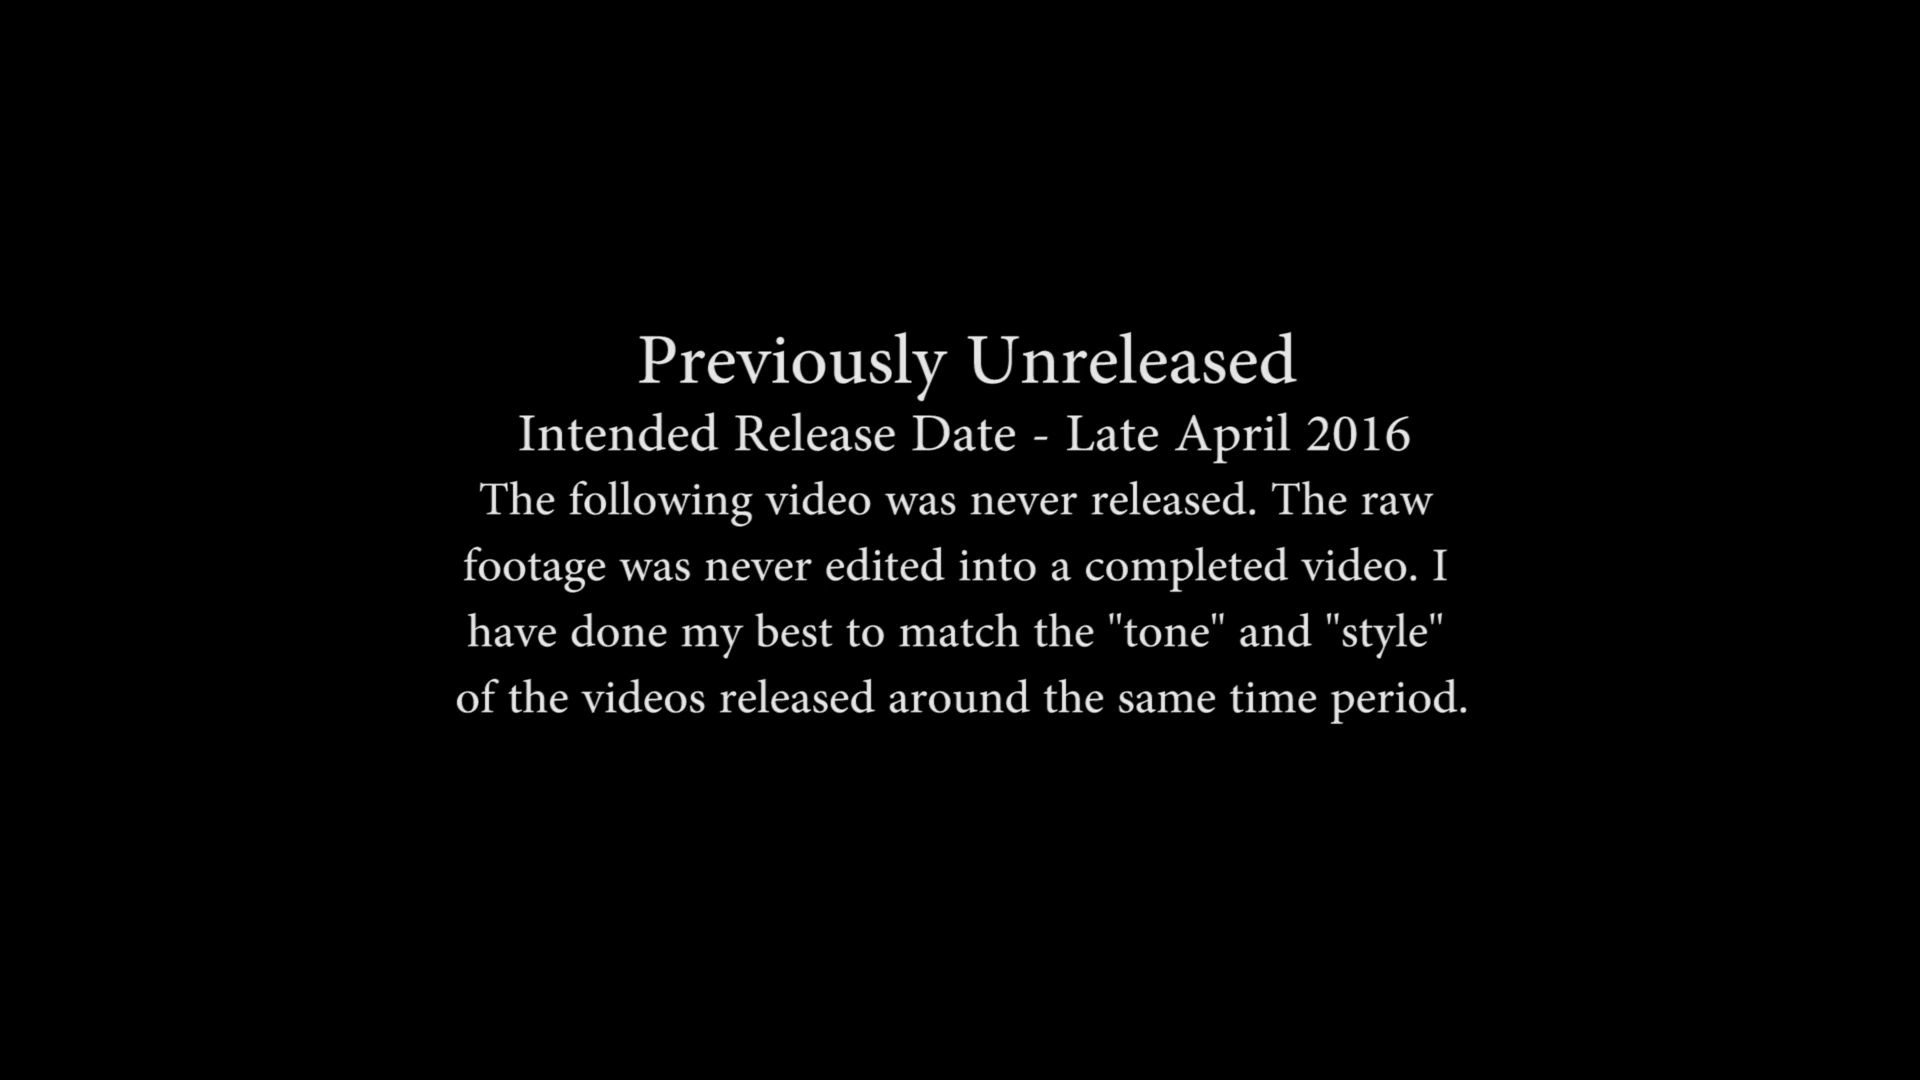 Previously Unreleased
Intended Release Date - Late April 2016
The following video was never released. The raw
footage was never edited into a completed video. I
have done my best to match the "tone" and "style"
of the videos released around the same time period.